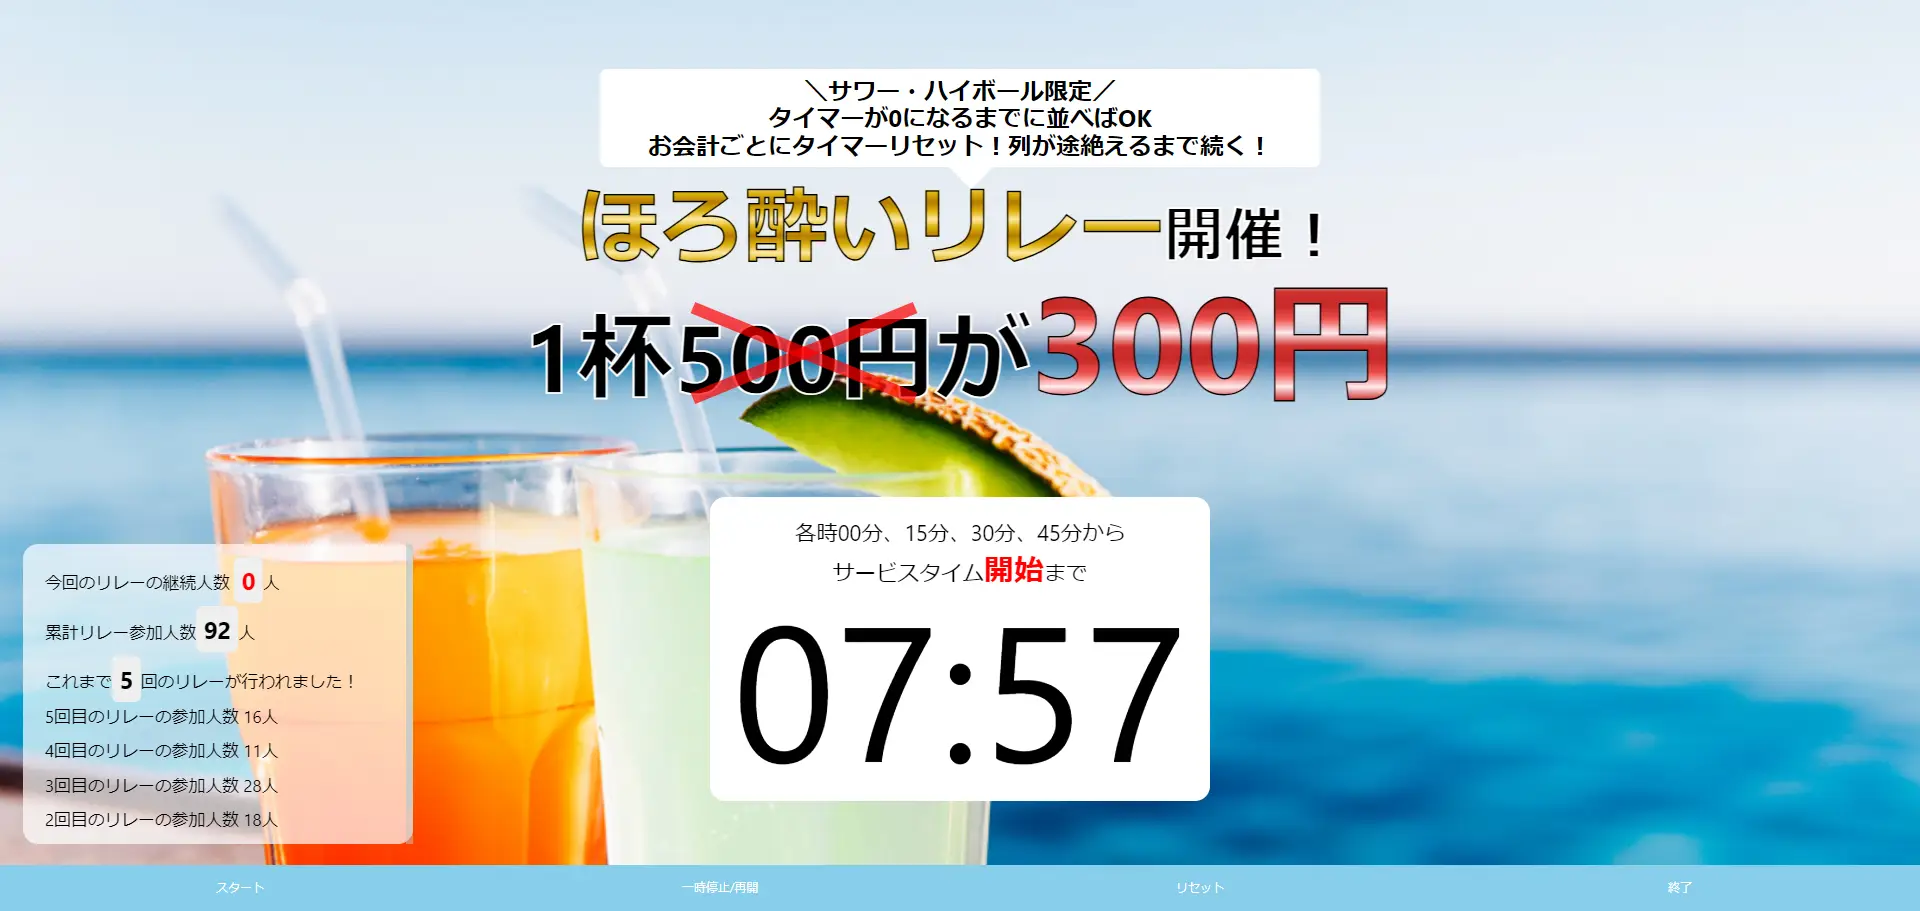 ＼サワー・ハイボール限定／
タイマーが0になるまでに並べばOK
お会計ごとにタイマーリセット！列が途絶えるまで続く！
ほろ酔いリレー開催！
1杯500円が300円
各時00分、15分、30分、45分から
サービスタイム開始まで
07:57
今回のリレーの継続人数 0 人
累計リレー参加人数 92 人
これまで 5 回のリレーが行われました！
5回目のリレーの参加人数 16人
4回目のリレーの参加人数 11人
3回目のリレーの参加人数 28人
2回目のリレーの参加人数 18人
スタート
一時停止/再開
リセット
終了